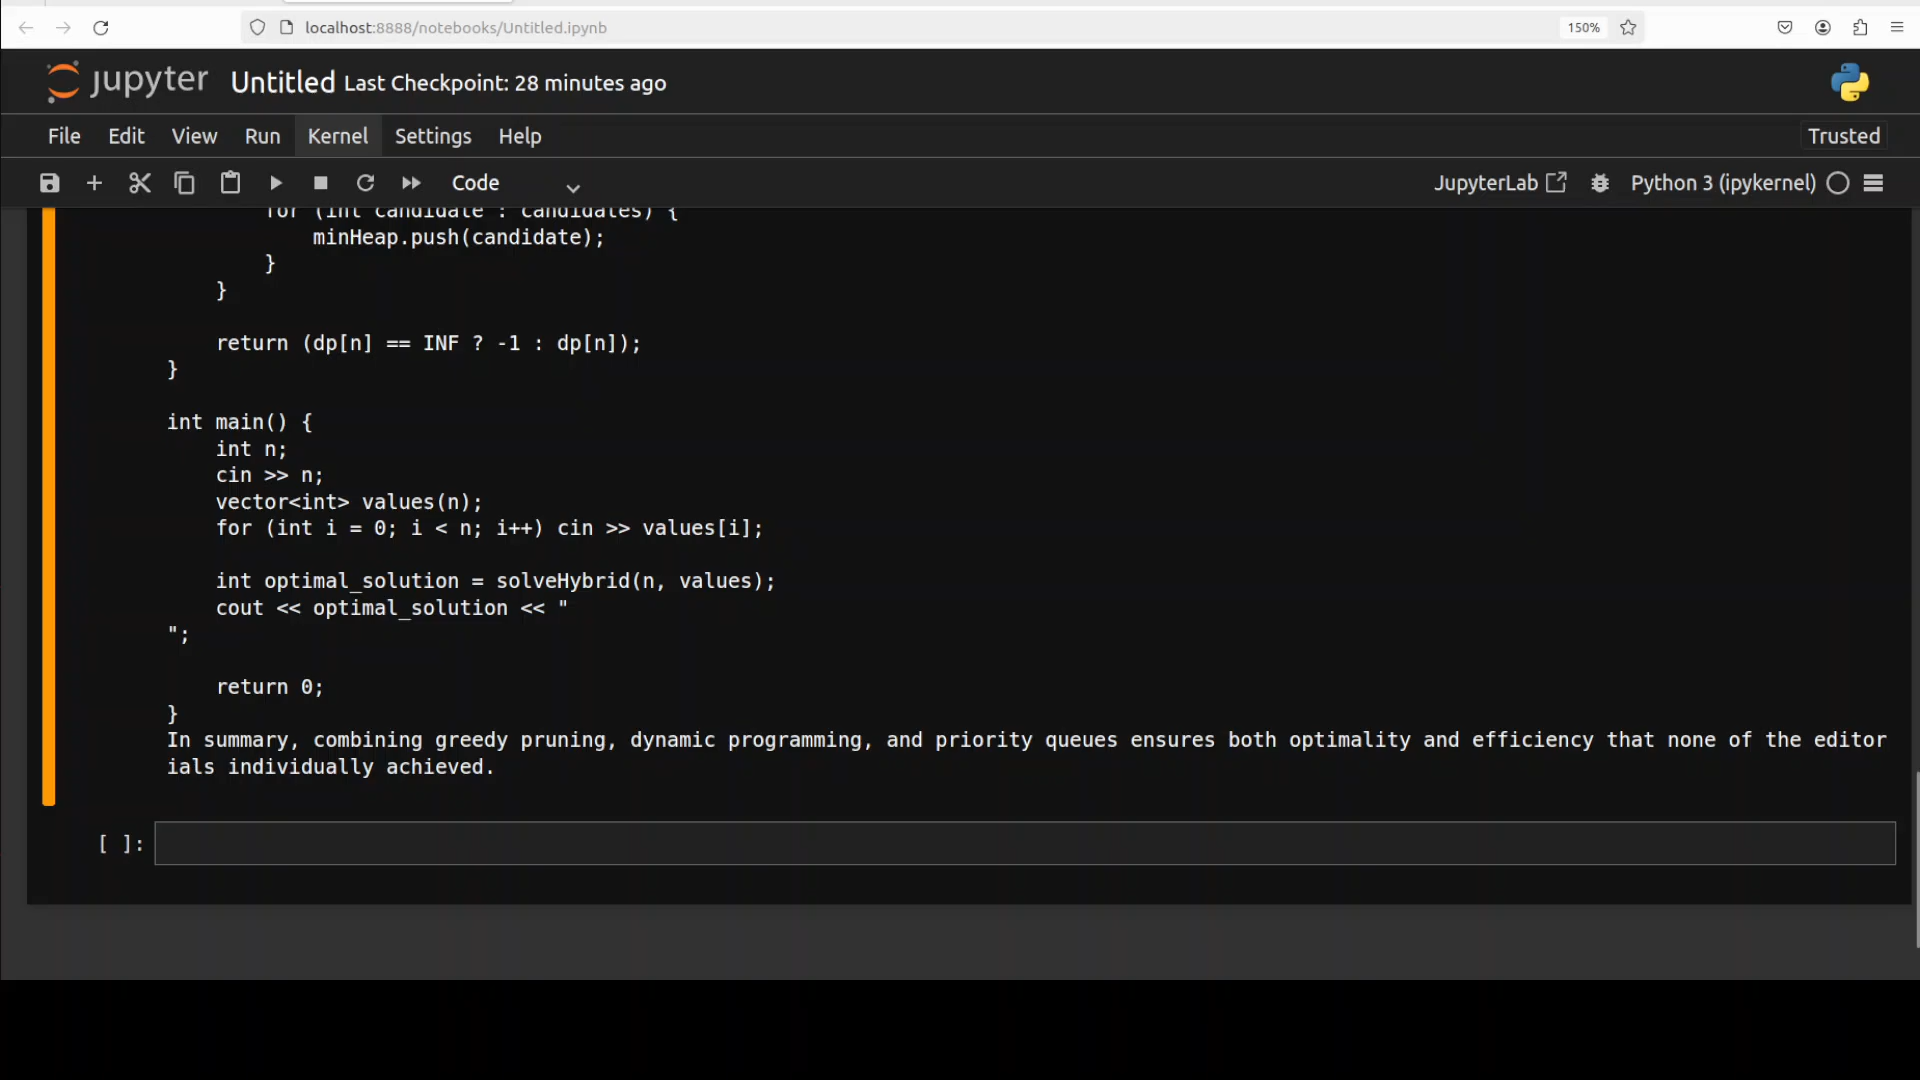 localhost:8888/notebooks/Untitled.ipynb 150%
jupyter Untitled Last Checkpoint: 28 minutes ago
File Edit View Run Kernel Settings Help Trusted
Code JupyterLab Python 3 (ipykernel)
for (int candidate : candidates) {
minHeap.push(candidate);
}
}
return (dp[n] == INF ? -1 : dp[n]);
}
int main() {
int n;
cin >> n;
vector<int> values(n);
for (int i = 0; i < n; i++) cin >> values[i];
int optimal_solution = solveHybrid(n, values);
cout << optimal_solution << "
";
return 0;
}
In summary, combining greedy pruning, dynamic programming, and priority queues ensures both optimality and efficiency that none of the editor
ials individually achieved.
[ ]: